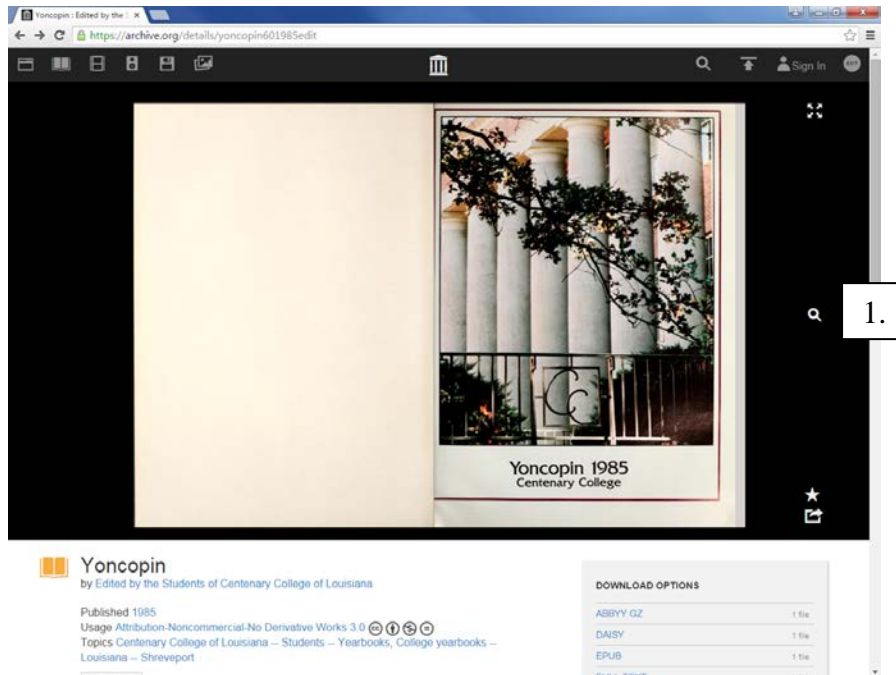 Yoncopin : Edited by the
https://archive.org/details/yoncopin601985edit
Sign In
EXIT
1.
CC
Yoncopin 1985
Centenary College
Yoncopin
by Edited by the Students of Centenary College of Louisiana
Published 1985
Usage Attribution-Noncommercial-No Derivative Works 3.0
Topics Centenary College of Louisiana -- Students -- Yearbooks, College yearbooks --
Louisiana -- Shreveport
DOWNLOAD OPTIONS
ABBYY GZ 1 file
DAISY 1 file
EPUB 1 file